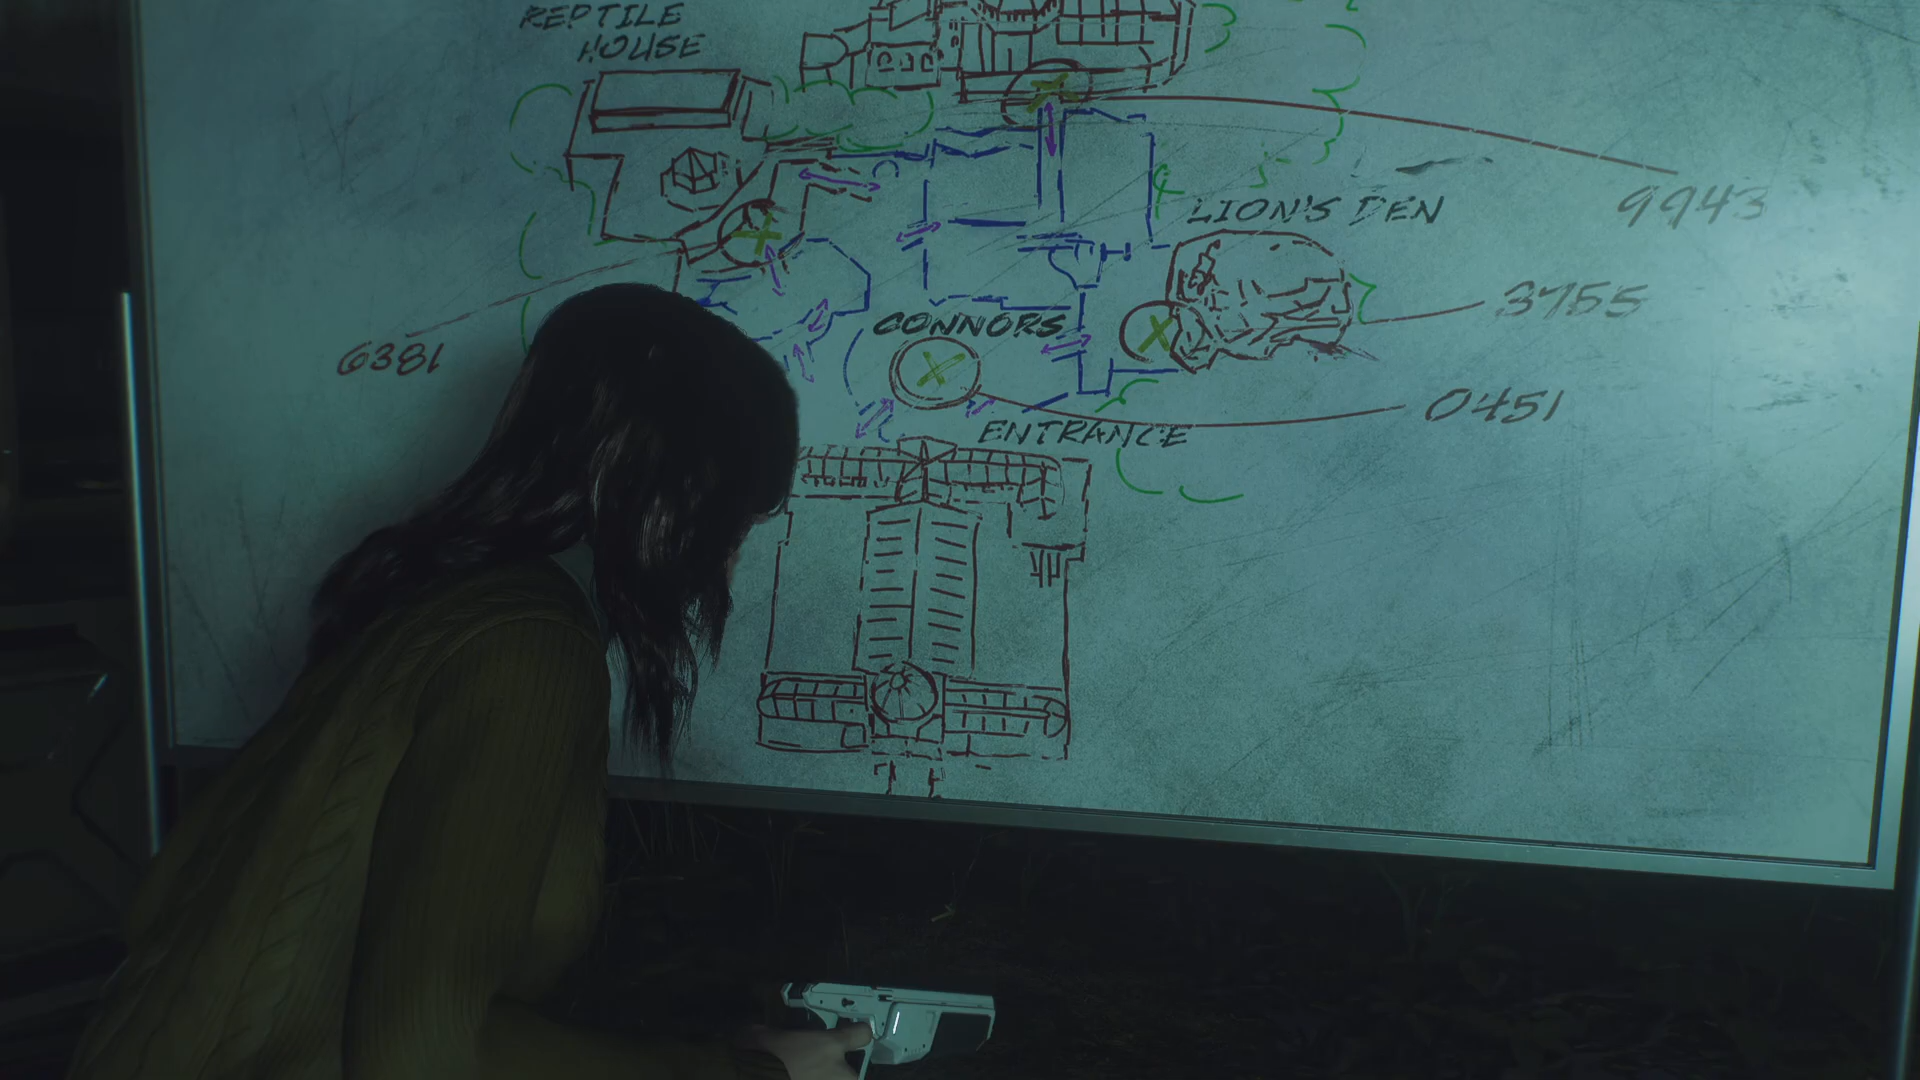 REPTILE
HOUSE
9943
LION'S DEN
3755
CONNORS
6381
0451
ENTRANCE